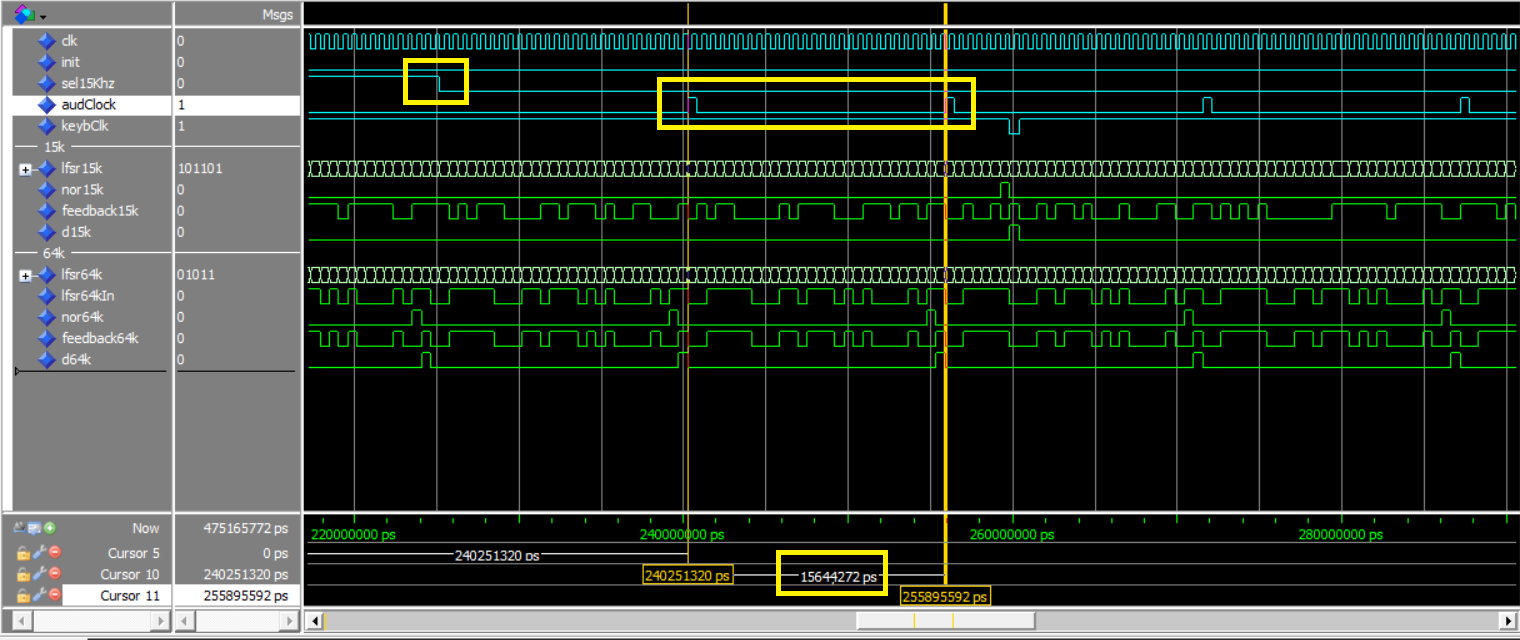 Msgs
clk 0
init 0
sel15Khz 0
audClock 1
keybClk 1
15k
lfsr15k 101101
nor15k 0
feedback15k 0
d15k 0
64k
lfsr64k 01011
lfsr64kIn 0
nor64k 0
feedback64k 0
d64k 0
Now 475165772 ps 220000000 ps 240000000 ps 260000000 ps 280000000 ps
Cursor 5 0 ps 240251320 ps
Cursor 10 240251320 ps 240251320 ps 15644272 ps
Cursor 11 255895592 ps 255895592 ps